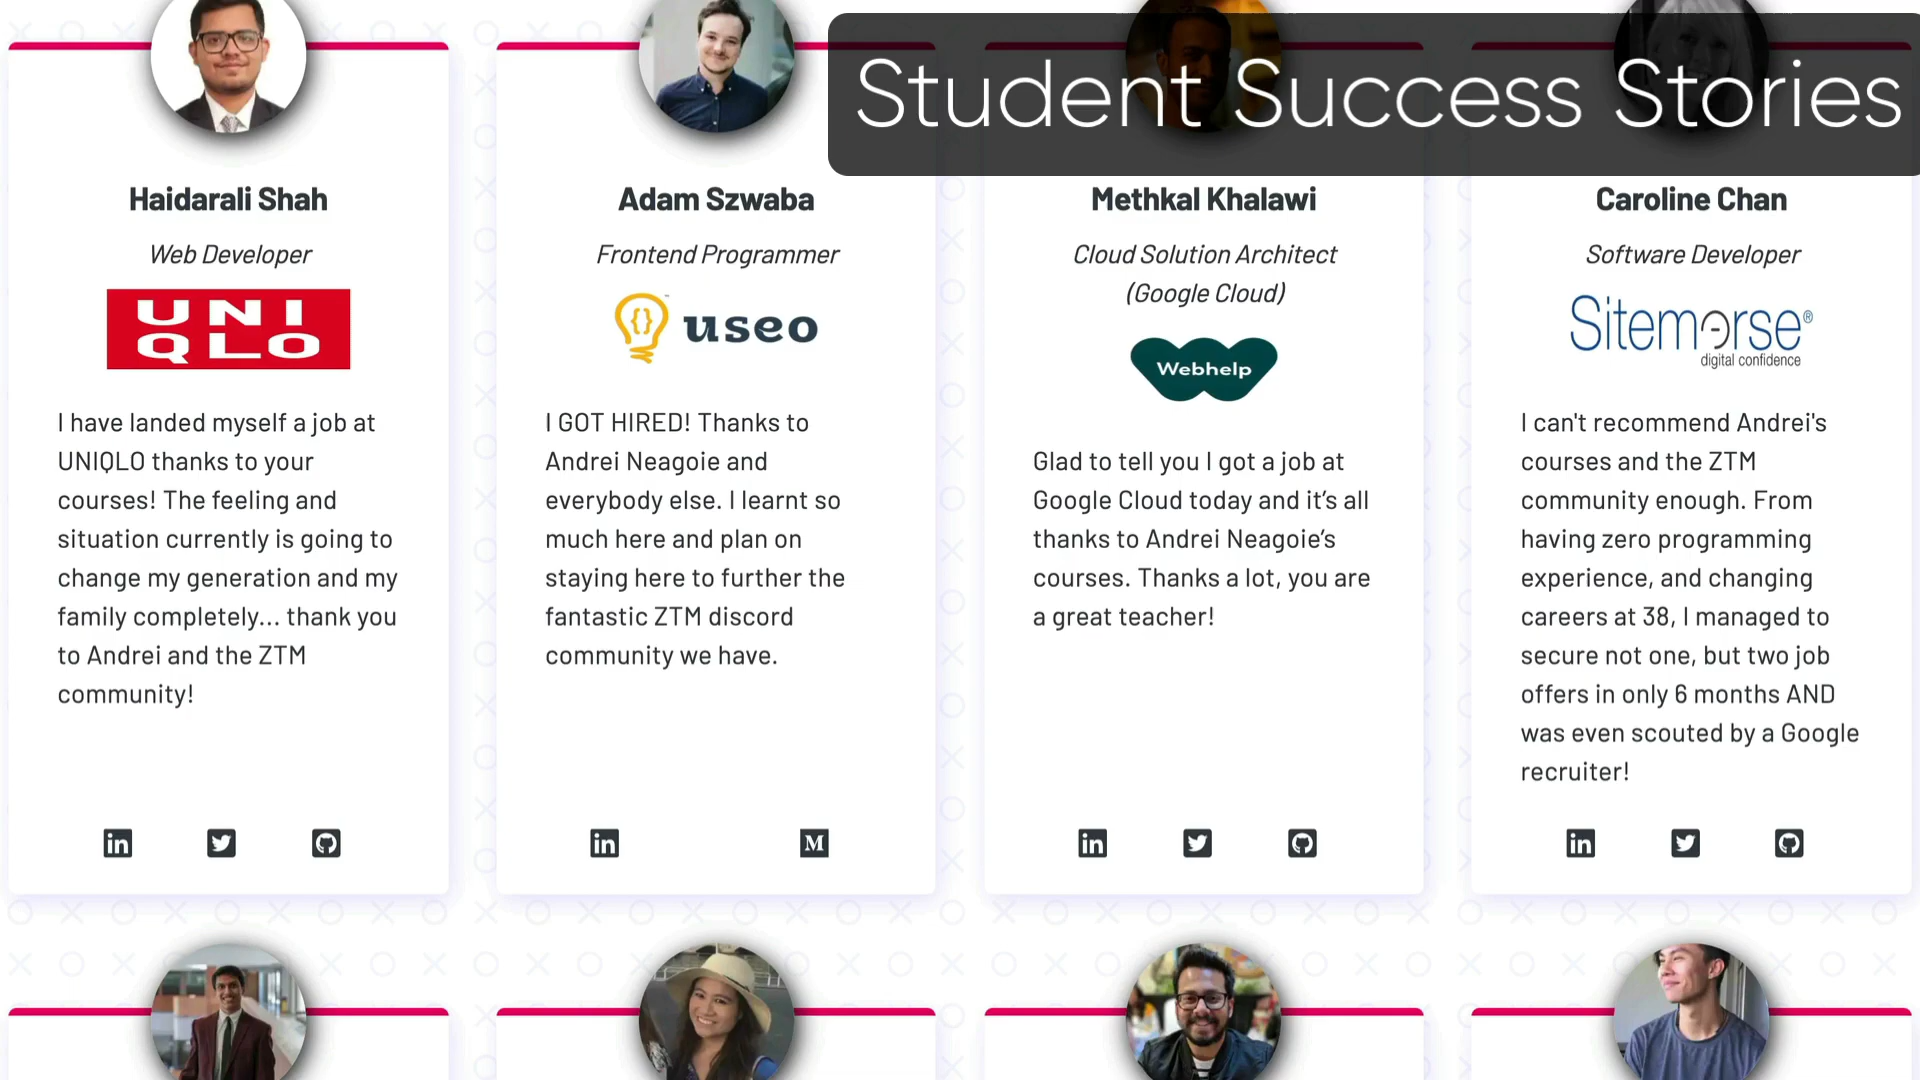 Student Success Stories
Haidarali Shah
Web Developer
UNI
QLO
I have landed myself a job at
UNIQLO thanks to your
courses! The feeling and
situation currently is going to
change my generation and my
family completely... thank you
to Andrei and the ZTM
community!
in
Adam Szwaba
Frontend Programmer
{} useo
I GOT HIRED! Thanks to
Andrei Neagoie and
everybody else. I learnt so
much here and plan on
staying here to further the
fantastic ZTM discord
community we have.
in M
Methkal Khalawi
Cloud Solution Architect
(Google Cloud)
Webhelp
Glad to tell you I got a job at
Google Cloud today and it’s all
thanks to Andrei Neagoie’s
courses. Thanks a lot, you are
a great teacher!
in
Caroline Chan
Software Developer
Sitemorse®
digital confidence
I can't recommend Andrei's
courses and the ZTM
community enough. From
having zero programming
experience, and changing
careers at 38, I managed to
secure not one, but two job
offers in only 6 months AND
was even scouted by a Google
recruiter!
in